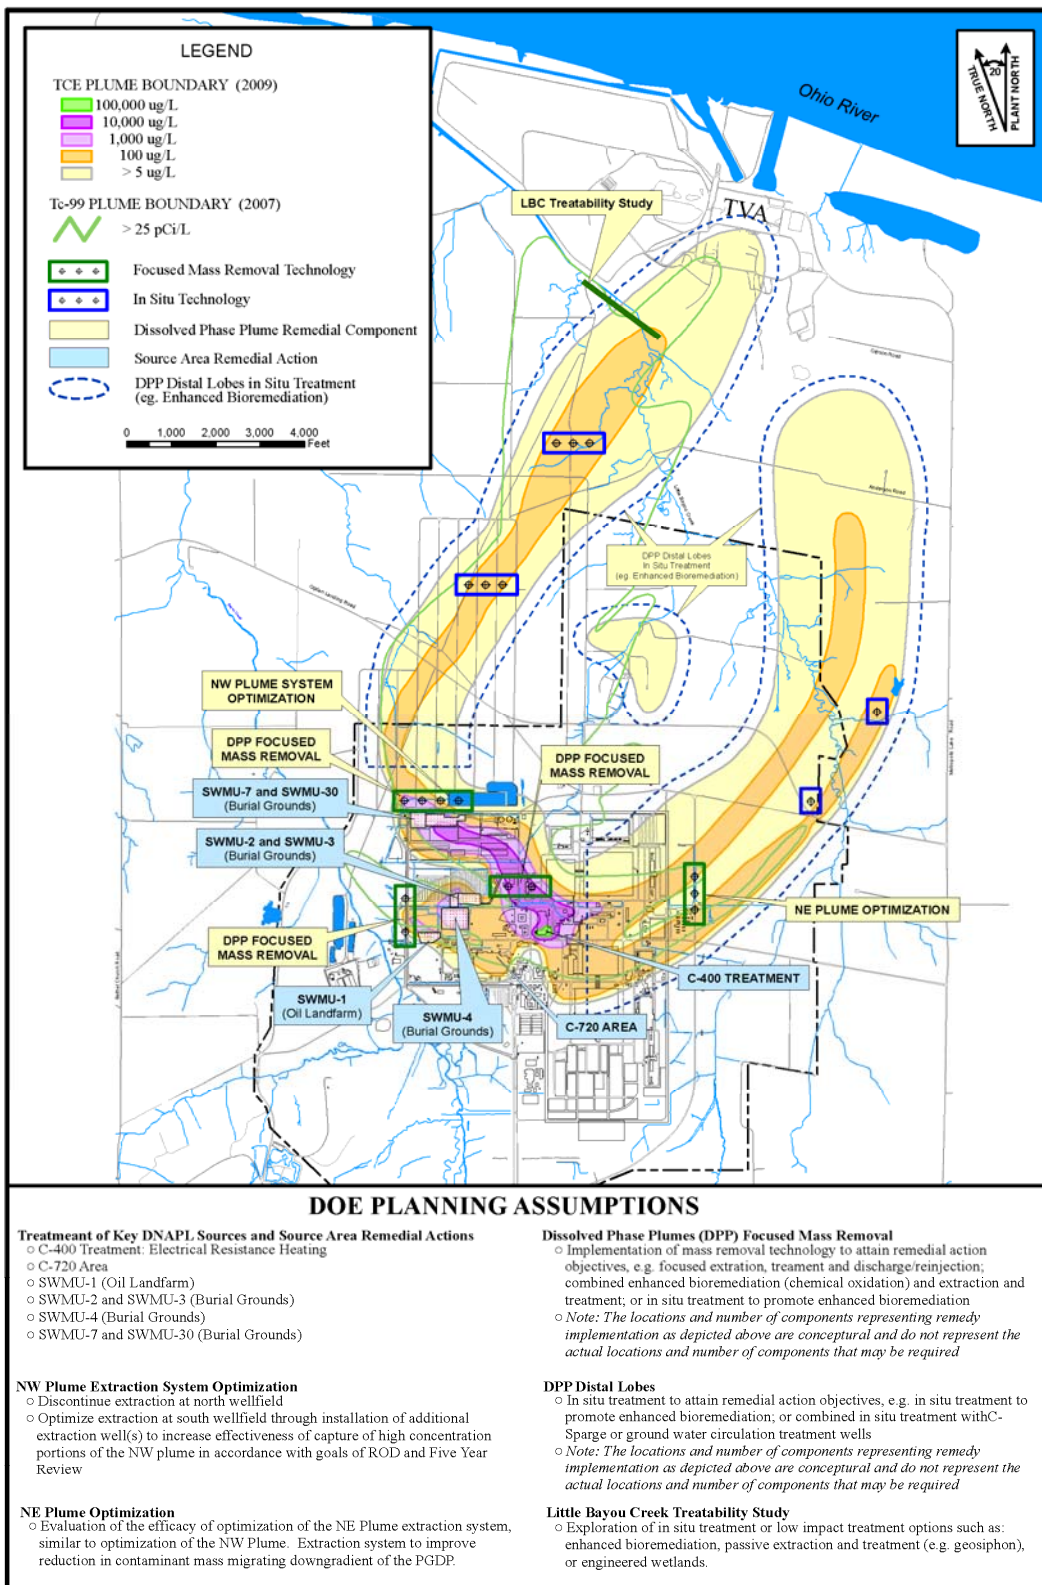 LEGEND
TCE PLUME BOUNDARY (2009)
100,000 ug/L
10,000 ug/L
1,000 ug/L
100 ug/L
> 5 ug/L
Tc-99 PLUME BOUNDARY (2007)
> 25 pCi/L
Focused Mass Removal Technology
In Situ Technology
Dissolved Phase Plume Remedial Component
Source Area Remedial Action
DPP Distal Lobes in Situ Treatment
(eg. Enhanced Bioremediation)
0 1,000 2,000 3,000 4,000
Feet
Ohio River
20
TRUE NORTH
PLANT NORTH
LBC Treatability Study
TVA
DPP Distal Lobes
In Situ Treatment
(eg. Enhanced Bioremediation)
NW PLUME SYSTEM
OPTIMIZATION
DPP FOCUSED
MASS REMOVAL
DPP FOCUSED
MASS REMOVAL
SWMU-7 and SWMU-30
(Burial Grounds)
SWMU-2 and SWMU-3
(Burial Grounds)
NE PLUME OPTIMIZATION
DPP FOCUSED
MASS REMOVAL
C-400 TREATMENT
SWMU-1
(Oil Landfarm)
SWMU-4
(Burial Grounds)
C-720 AREA
DOE PLANNING ASSUMPTIONS
Treatmeant of Key DNAPL Sources and Source Area Remedial Actions
○ C-400 Treatment: Electrical Resistance Heating
○ C-720 Area
○ SWMU-1 (Oil Landfarm)
○ SWMU-2 and SWMU-3 (Burial Grounds)
○ SWMU-4 (Burial Grounds)
○ SWMU-7 and SWMU-30 (Burial Grounds)
NW Plume Extraction System Optimization
○ Discontinue extraction at north wellfield
○ Optimize extraction at south wellfield through installation of additional
extraction well(s) to increase effectiveness of capture of high concentration
portions of the NW plume in accordance with goals of ROD and Five Year
Review
NE Plume Optimization
○ Evaluation of the efficacy of optimization of the NE Plume extraction system,
similar to optimization of the NW Plume. Extraction system to improve
reduction in contaminant mass migrating downgradient of the PGDP.
Dissolved Phase Plumes (DPP) Focused Mass Removal
○ Implementation of mass removal technology to attain remedial action
objectives, e.g. focused extration, treament and discharge/reinjection;
combined enhanced bioremediation (chemical oxidation) and extraction and
treatment; or in situ treatment to promote enhanced bioremediation
○ Note: The locations and number of components representing remedy
implementation as depicted above are conceptural and do not represent the
actual locations and number of components that may be required
DPP Distal Lobes
○ In situ treatment to attain remedial action objectives, e.g. in situ treatment to
promote enhanced bioremediation; or combined in situ treatment withC-
Sparge or ground water circulation treatment wells
○ Note: The locations and number of components representing remedy
implementation as depicted above are conceptural and do not represent the
actual locations and number of components that may be required
Little Bayou Creek Treatability Study
○ Exploration of in situ treatment or low impact treatment options such as:
enhanced bioremediation, passive extraction and treatment (e.g. geosiphon),
or engineered wetlands.